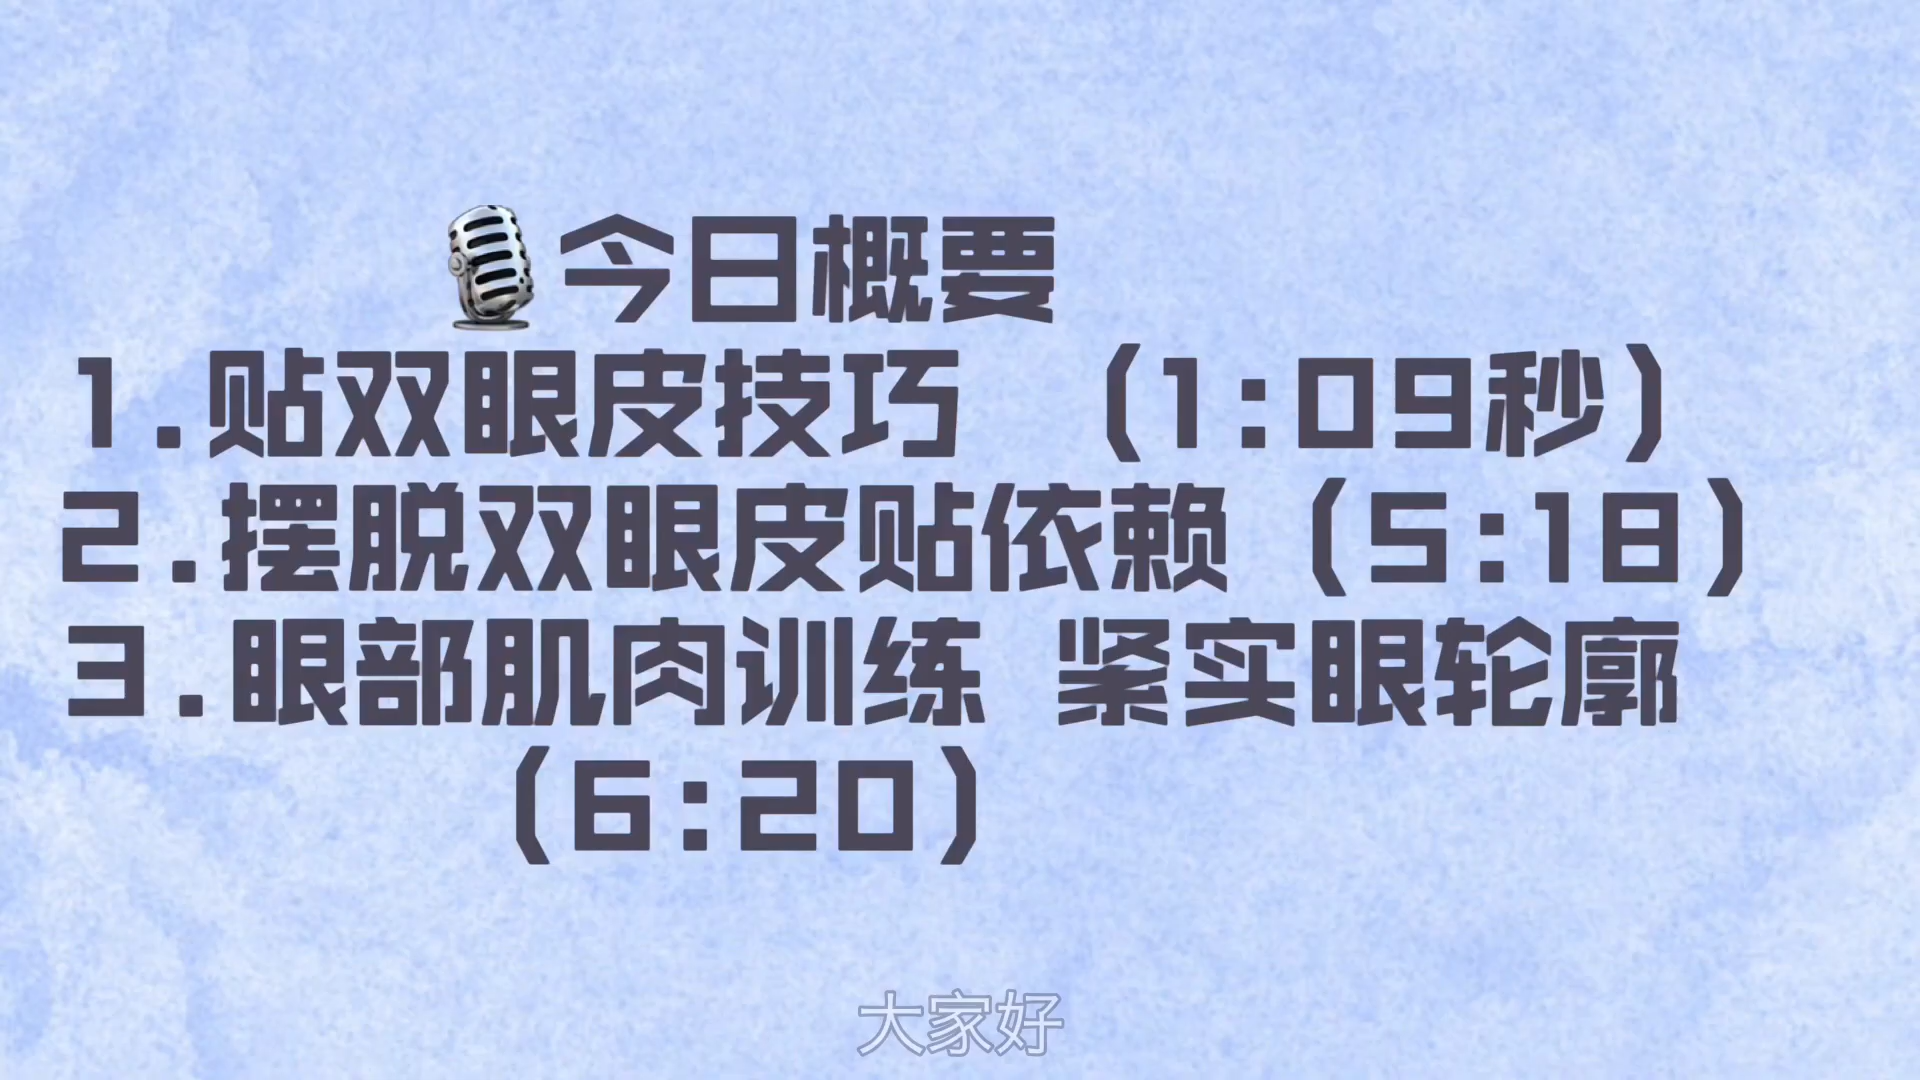 今日概要
1.贴双眼皮技巧 (1:09秒)
2.摆脱双眼皮贴依赖 (5:18)
3.眼部肌肉训练 紧实眼轮廓
(6:20)
大家好